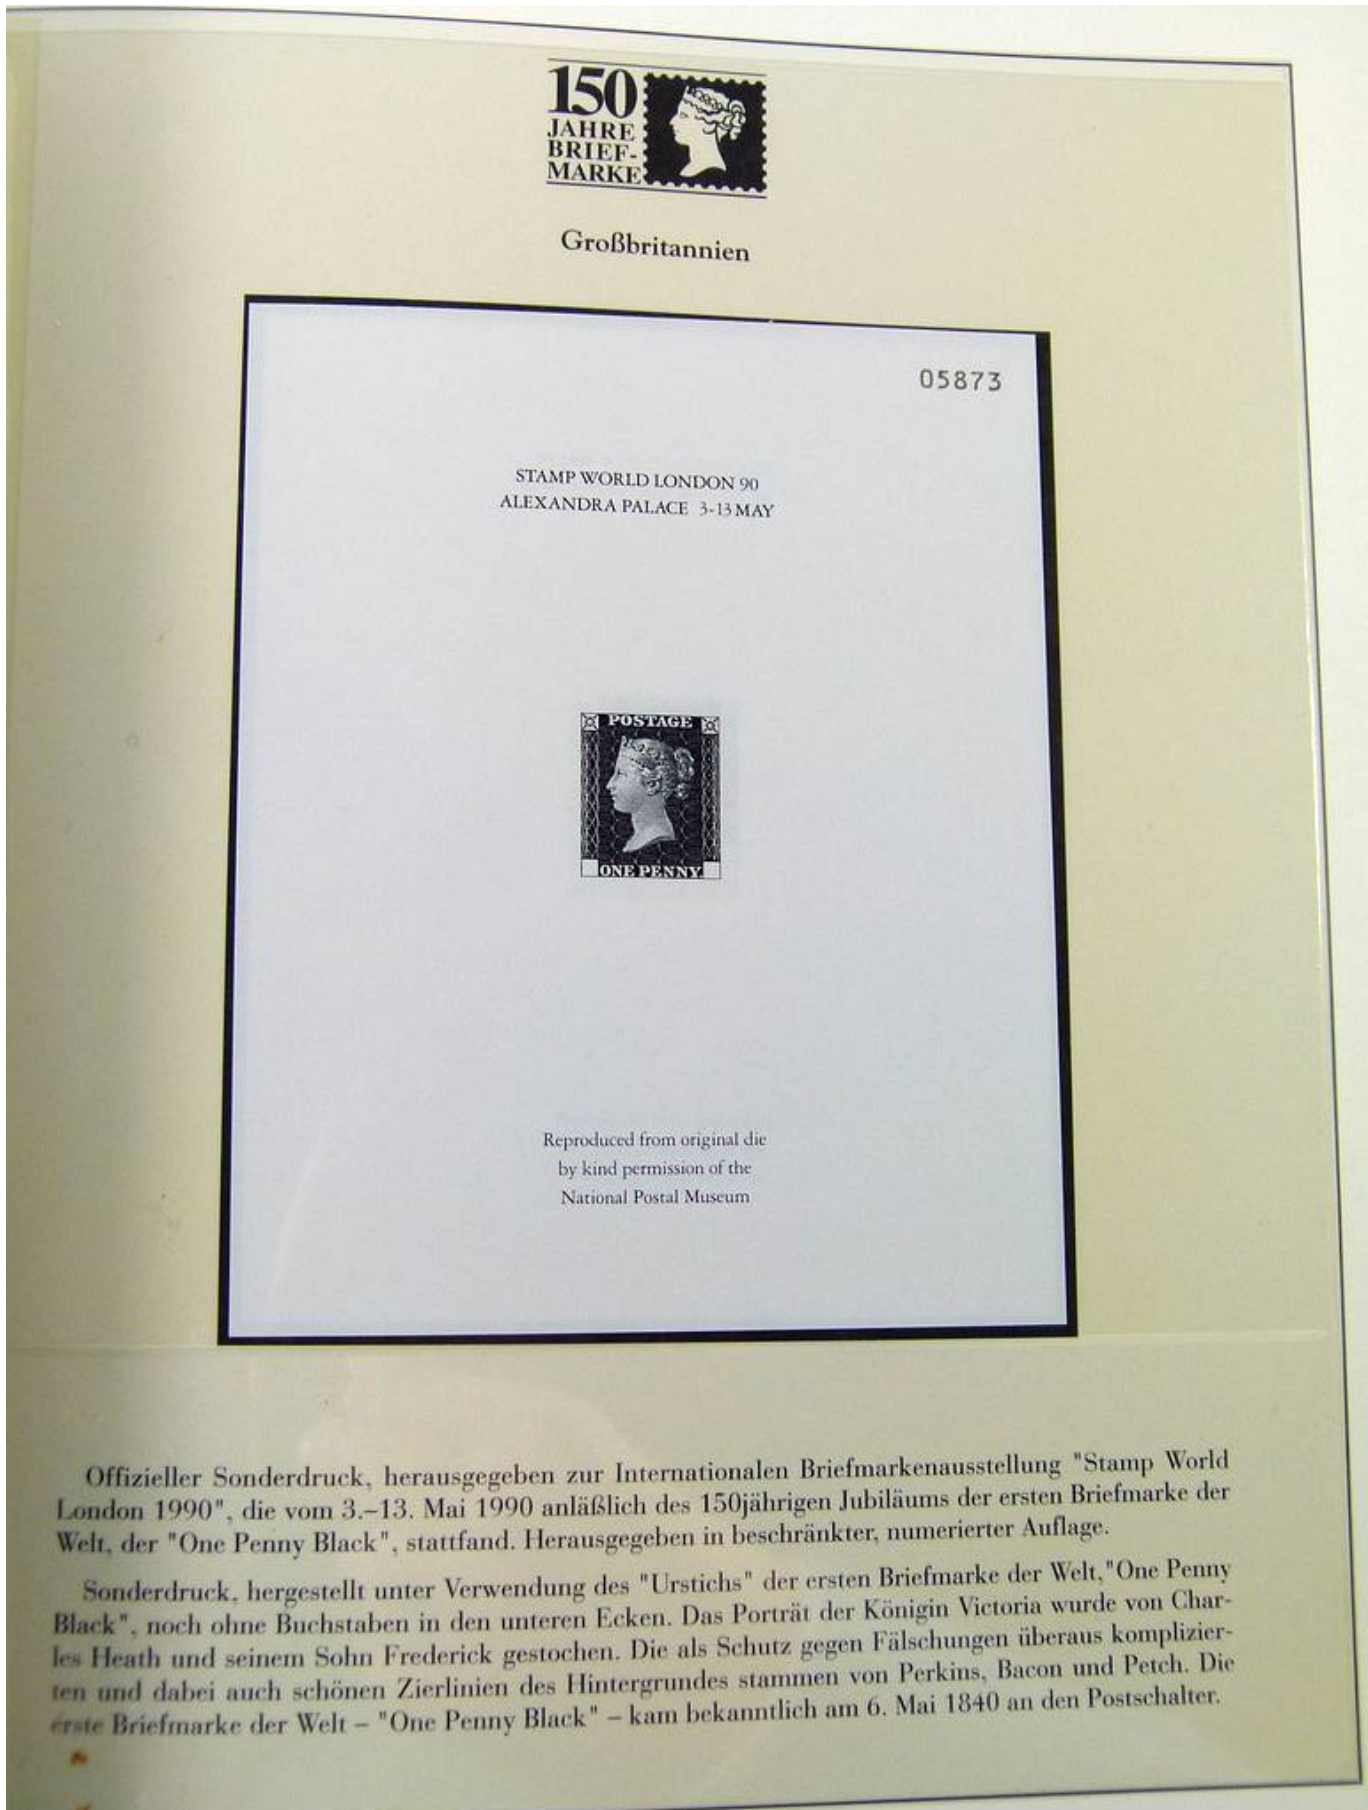 150
JAHRE
BRIEF-
MARKE
Großbritannien
05873
STAMP WORLD LONDON 90
ALEXANDRA PALACE 3-13 MAY
POSTAGE
ONE PENNY
Reproduced from original die
by kind permission of the
National Postal Museum
Offizieller Sonderdruck, herausgegeben zur Internationalen Briefmarkenausstellung "Stamp World
London 1990", die vom 3.–13. Mai 1990 anläßlich des 150jährigen Jubiläums der ersten Briefmarke der
Welt, der "One Penny Black", stattfand. Herausgegeben in beschränkter, numerierter Auflage.
Sonderdruck, hergestellt unter Verwendung des "Urstichs" der ersten Briefmarke der Welt,"One Penny
Black", noch ohne Buchstaben in den unteren Ecken. Das Porträt der Königin Victoria wurde von Char-
les Heath und seinem Sohn Frederick gestochen. Die als Schutz gegen Fälschungen überaus komplizier-
ten und dabei auch schönen Zierlinien des Hintergrundes stammen von Perkins, Bacon und Petch. Die
erste Briefmarke der Welt – "One Penny Black" – kam bekanntlich am 6. Mai 1840 an den Postschalter.